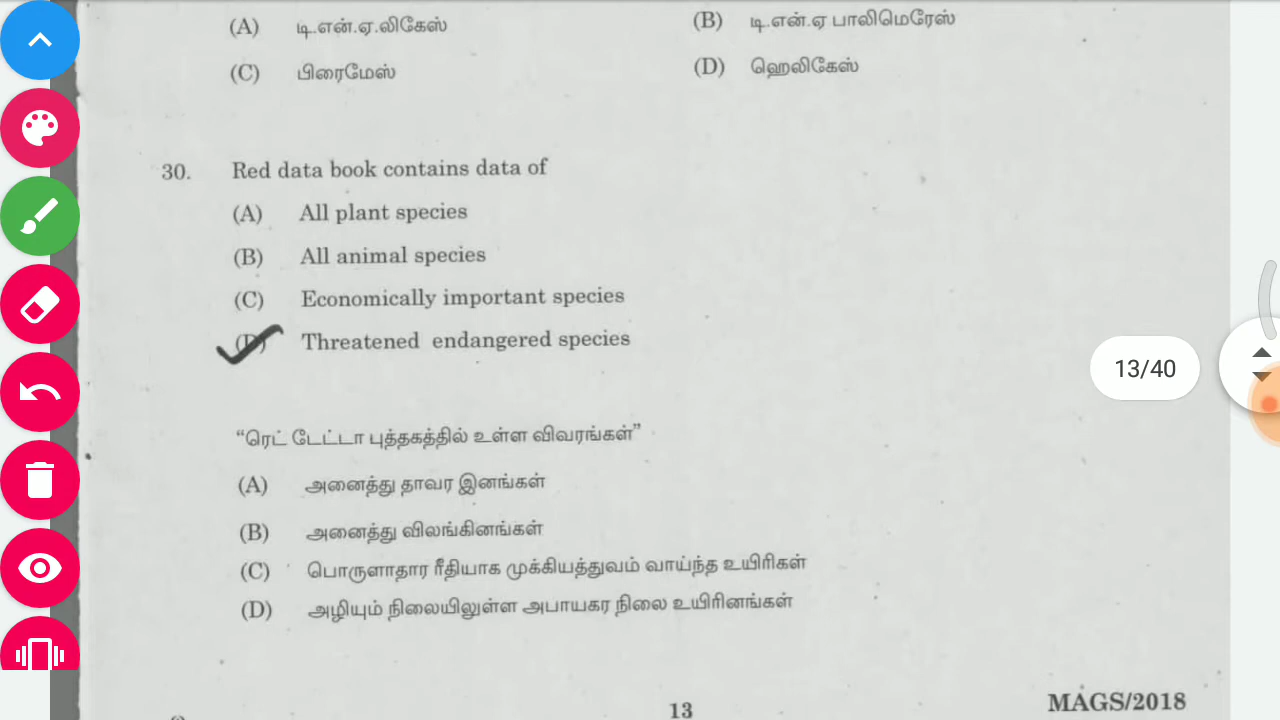 (A) டி.என்.ஏ.லிகேஸ் (B) டி.என்.ஏ பாலிமெரேஸ்
(C) பிரைமேஸ் (D) ஹெலிகேஸ்
30. Red data book contains data of
(A) All plant species
(B) All animal species
(C) Economically important species
(D) Threatened endangered species
13/40
“ரெட் டேட்டா புத்தகத்தில் உள்ள விவரங்கள்”
(A) அனைத்து தாவர இனங்கள்
(B) அனைத்து விலங்கினங்கள்
(C) பொருளாதார ரீதியாக முக்கியத்துவம் வாய்ந்த உயிரிகள்
(D) அழியும் நிலையிலுள்ள அபாயகர நிலை உயிரினங்கள்
13 MAGS/2018